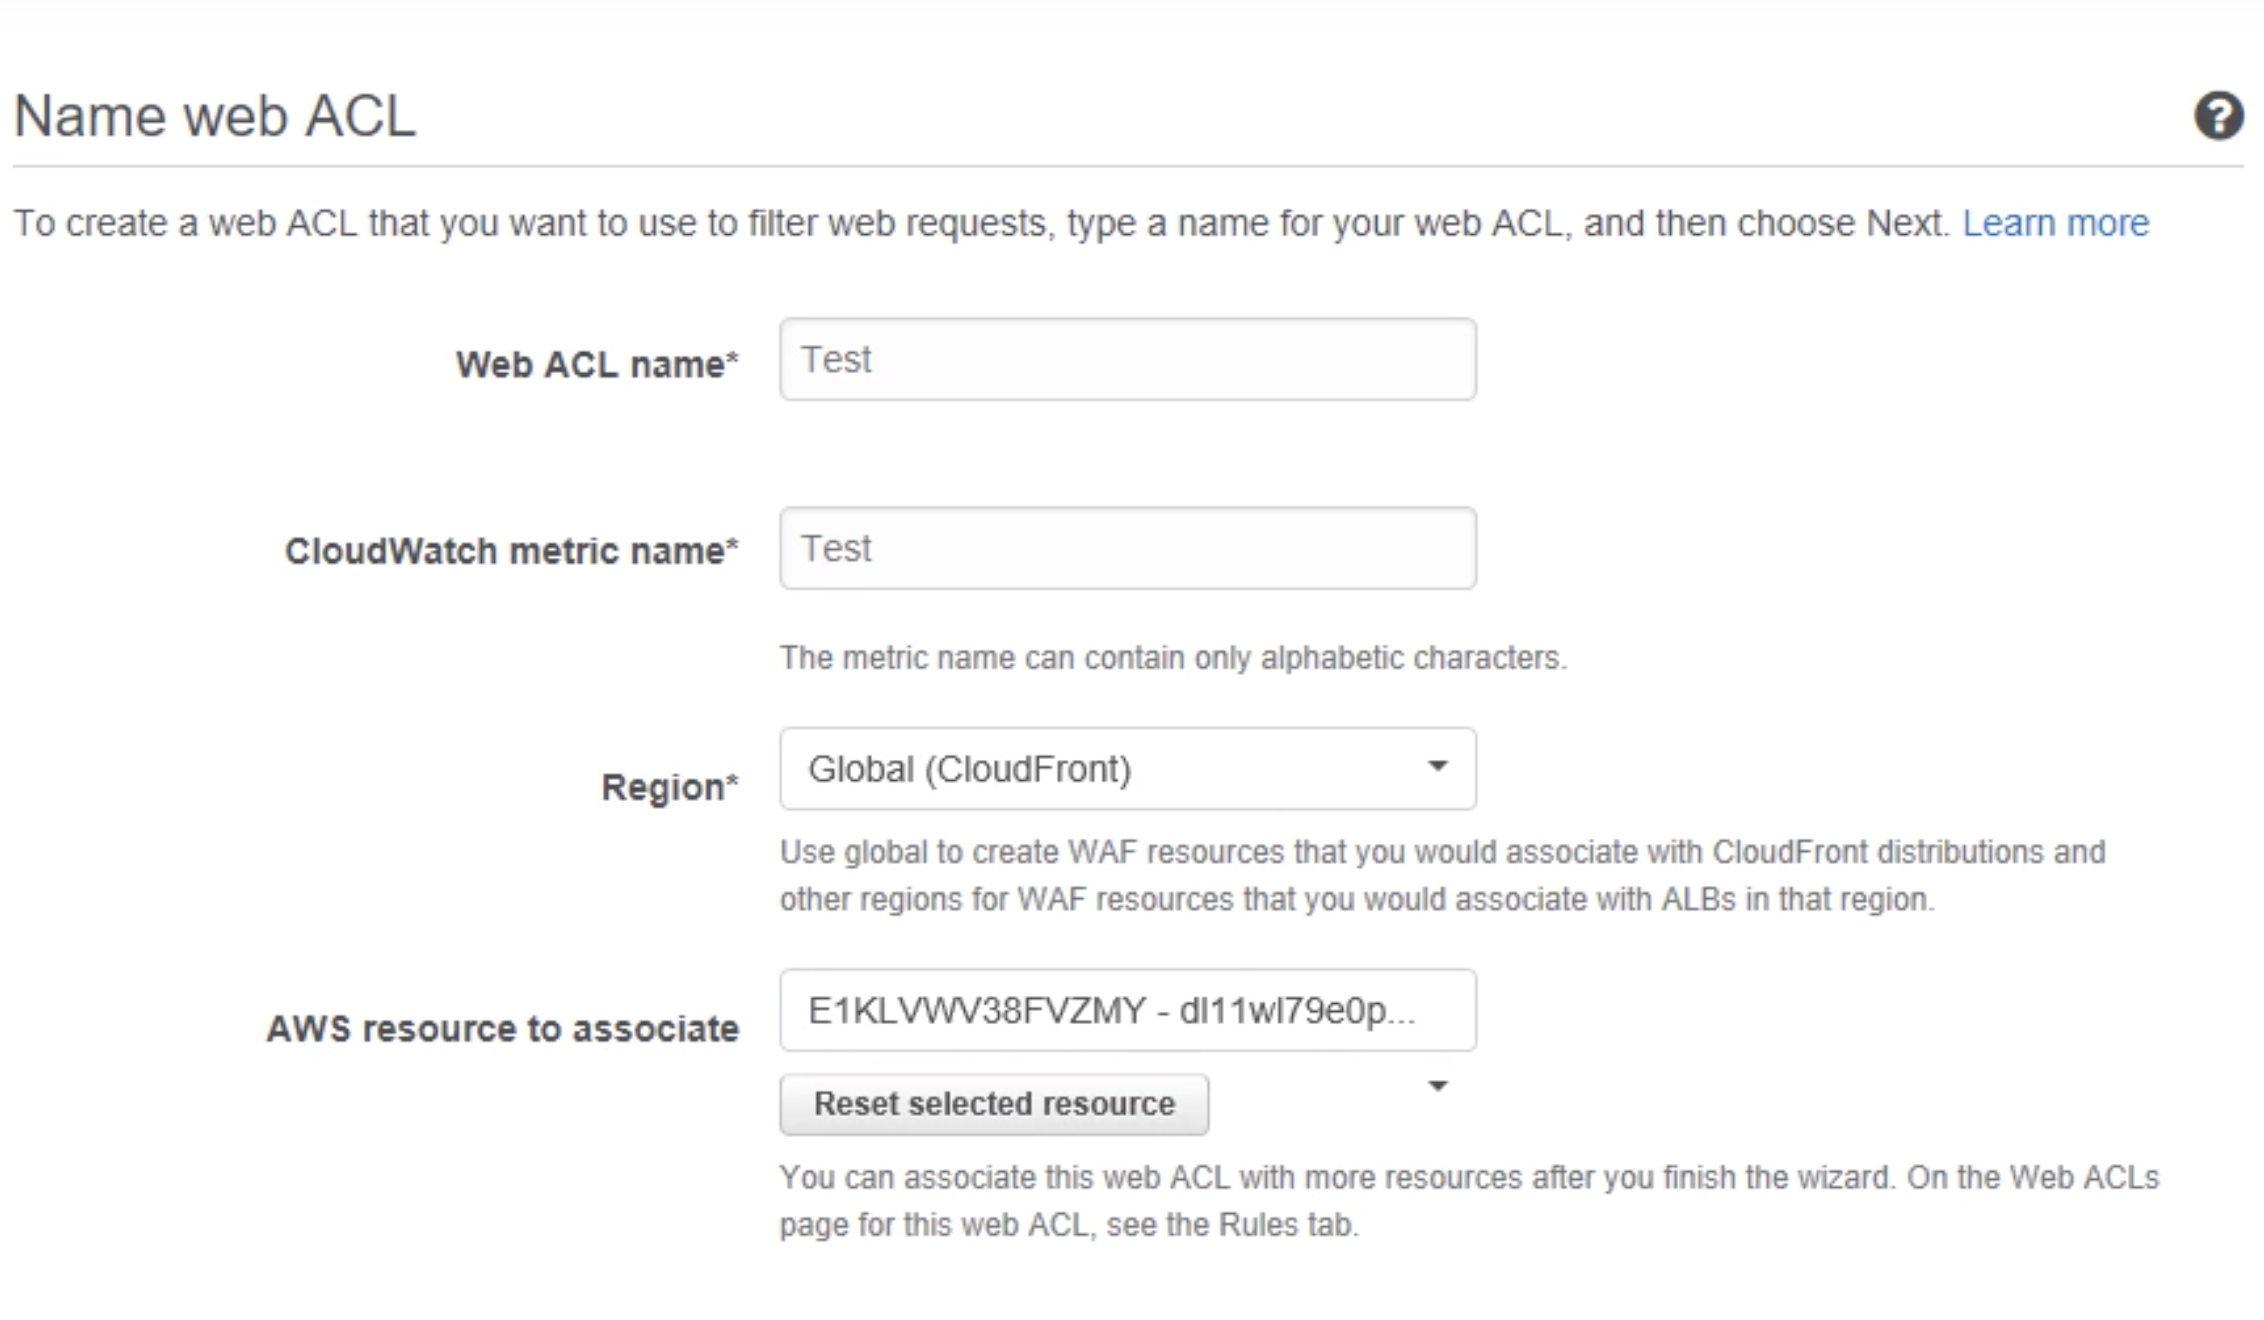 Name web ACL
?
To create a web ACL that you want to use to filter web requests, type a name for your web ACL, and then choose Next. Learn more
Web ACL name* Test
CloudWatch metric name* Test
The metric name can contain only alphabetic characters.
Region* Global (CloudFront)
Use global to create WAF resources that you would associate with CloudFront distributions and
other regions for WAF resources that you would associate with ALBs in that region.
AWS resource to associate E1KLVWV38FVZMY - dl11wl79e0p...
Reset selected resource
You can associate this web ACL with more resources after you finish the wizard. On the Web ACLs
page for this web ACL, see the Rules tab.